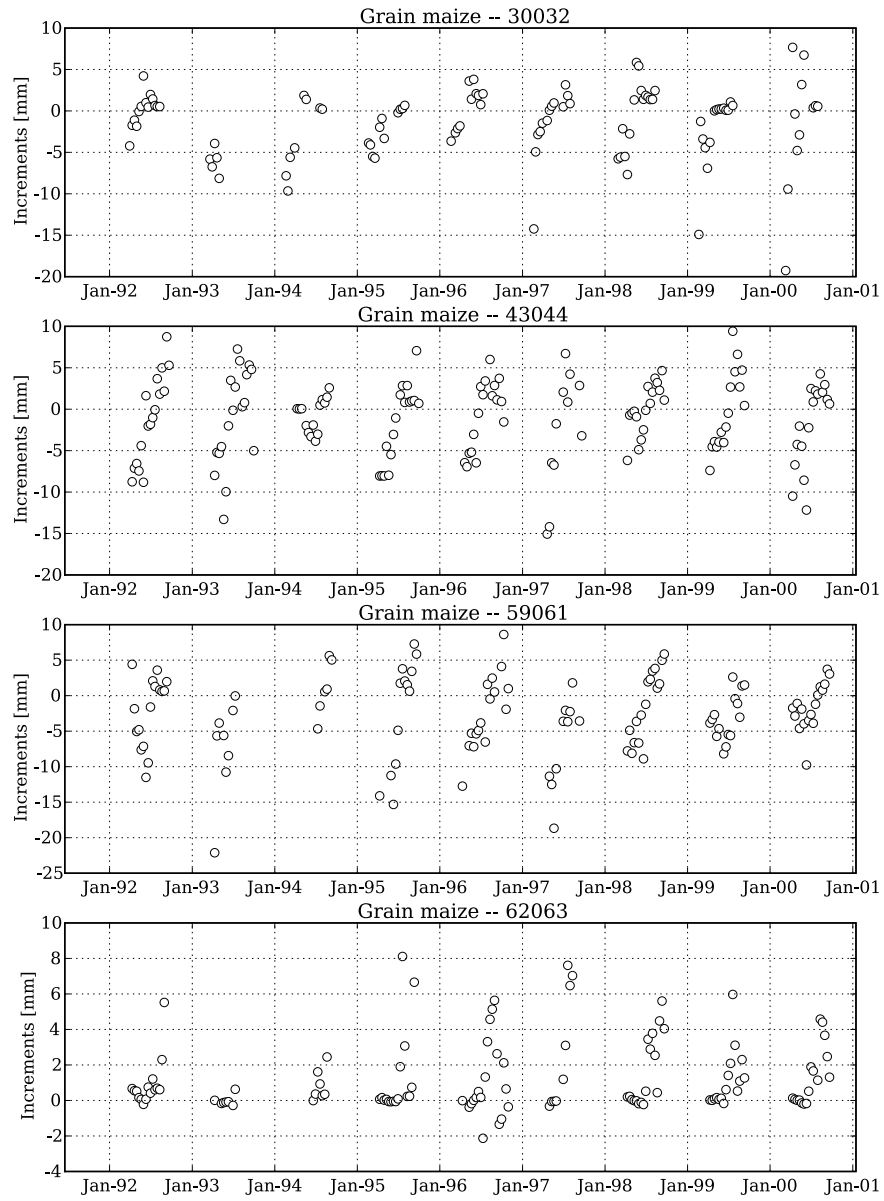 Grain maize -- 30032
Increments [mm]
10
5
0
-5
-10
-15
-20
Jan-92 Jan-93 Jan-94 Jan-95 Jan-96 Jan-97 Jan-98 Jan-99 Jan-00 Jan-01
Grain maize -- 43044
Increments [mm]
10
5
0
-5
-10
-15
-20
Jan-92 Jan-93 Jan-94 Jan-95 Jan-96 Jan-97 Jan-98 Jan-99 Jan-00 Jan-01
Grain maize -- 59061
Increments [mm]
10
5
0
-5
-10
-15
-20
-25
Jan-92 Jan-93 Jan-94 Jan-95 Jan-96 Jan-97 Jan-98 Jan-99 Jan-00 Jan-01
Grain maize -- 62063
Increments [mm]
10
8
6
4
2
0
-2
-4
Jan-92 Jan-93 Jan-94 Jan-95 Jan-96 Jan-97 Jan-98 Jan-99 Jan-00 Jan-01